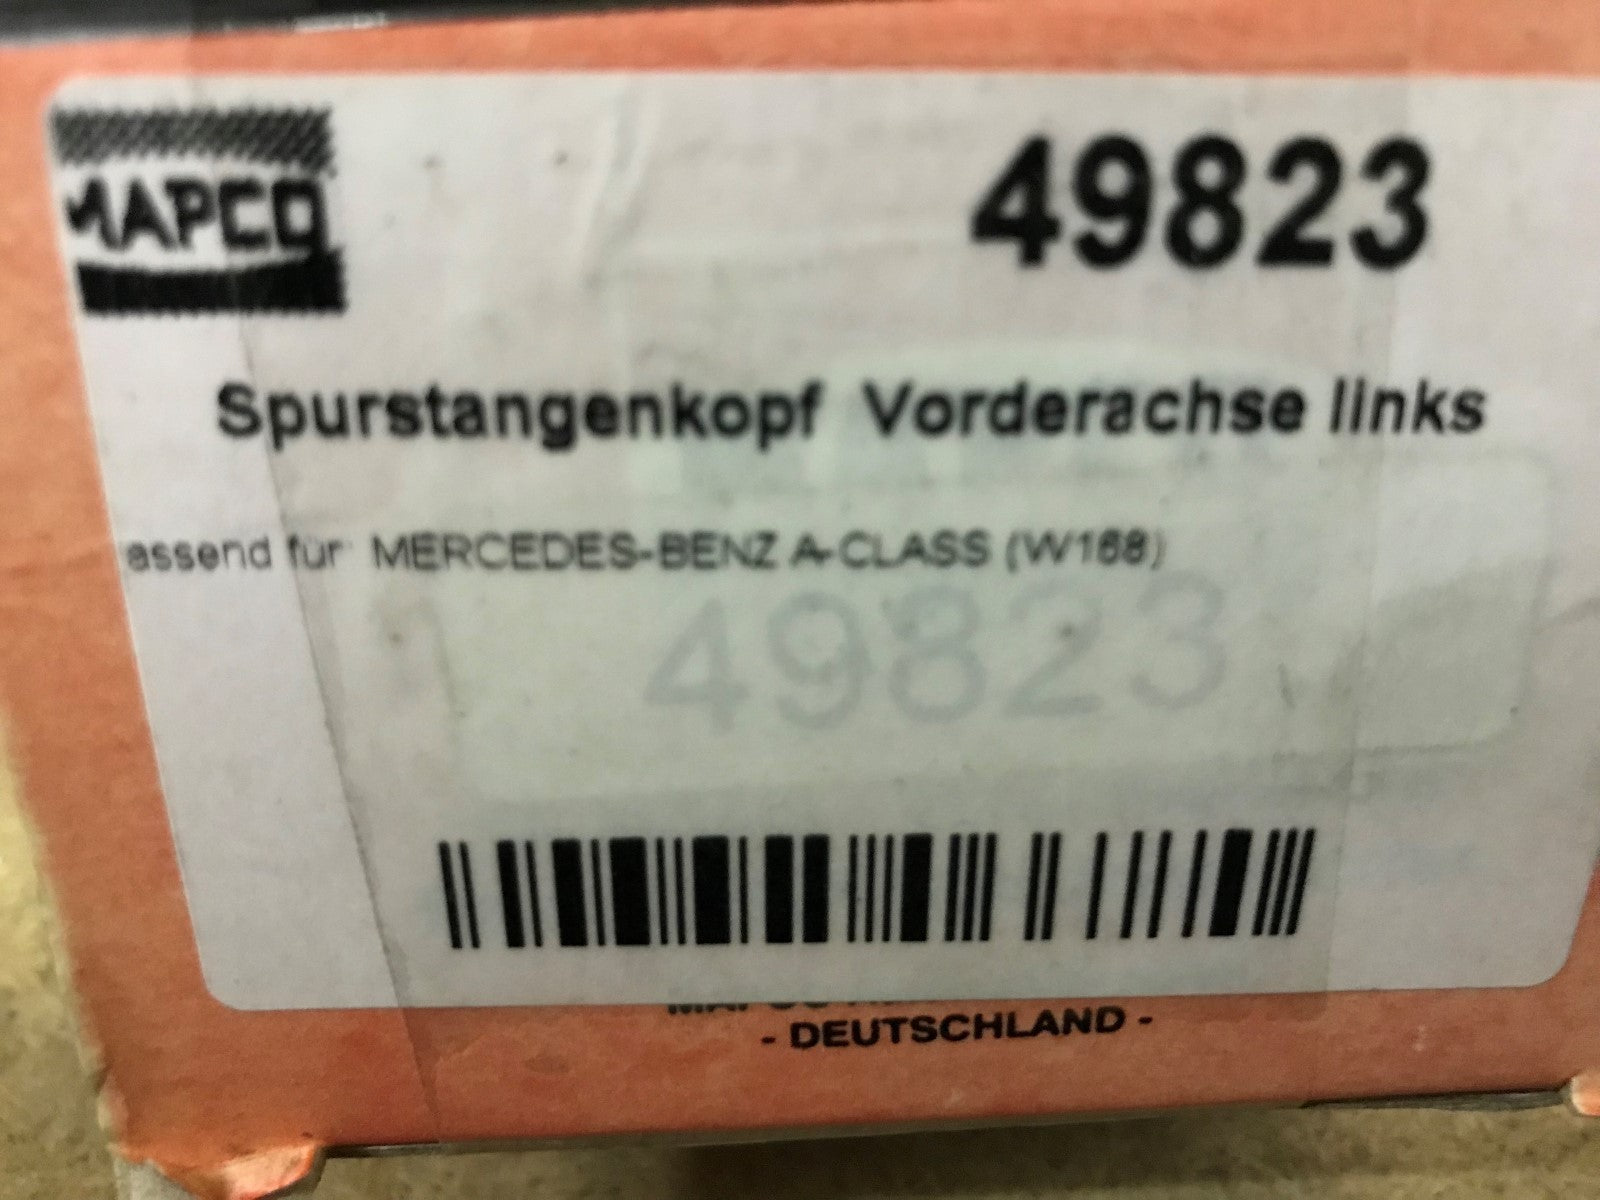 MAPCO
49823
Spurstangenkopf Vorderachse links
assend für MERCEDES-BENZ A-CLASS (W168)
49823
- DEUTSCHLAND -